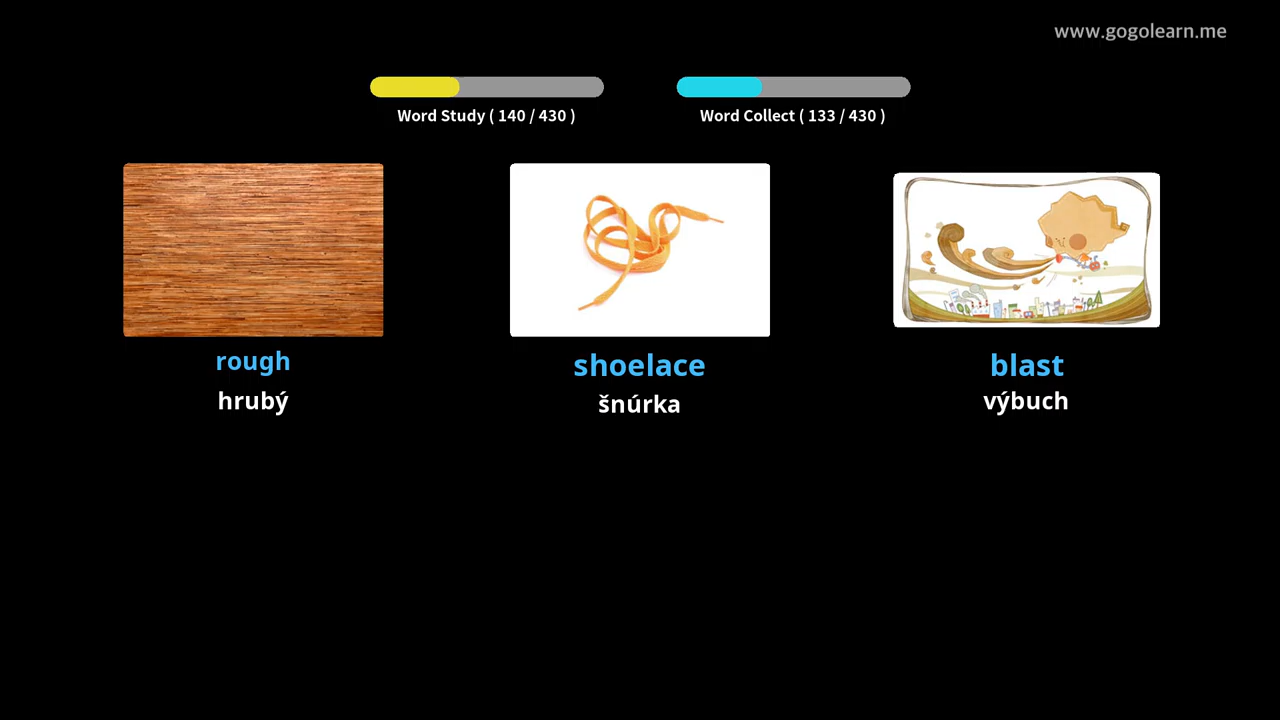 www.gogolearn.me
Word Study ( 140 / 430 )
Word Collect ( 133 / 430 )
rough
hrubý
shoelace
šnúrka
blast
výbuch